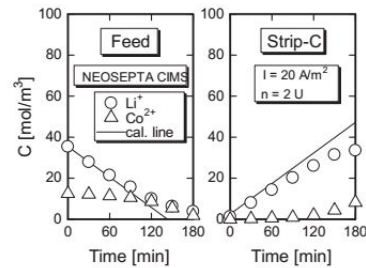 Feed
Strip-C
NEOSEPTA CIMS
Li⁺
Co²⁺
cal. line
I = 20 A/m²
n = 2 U
C [mol/m³]
100
80
60
40
20
0
0 60 120 180
Time [min]
100
80
60
40
20
0
0 60 120 180
Time [min]